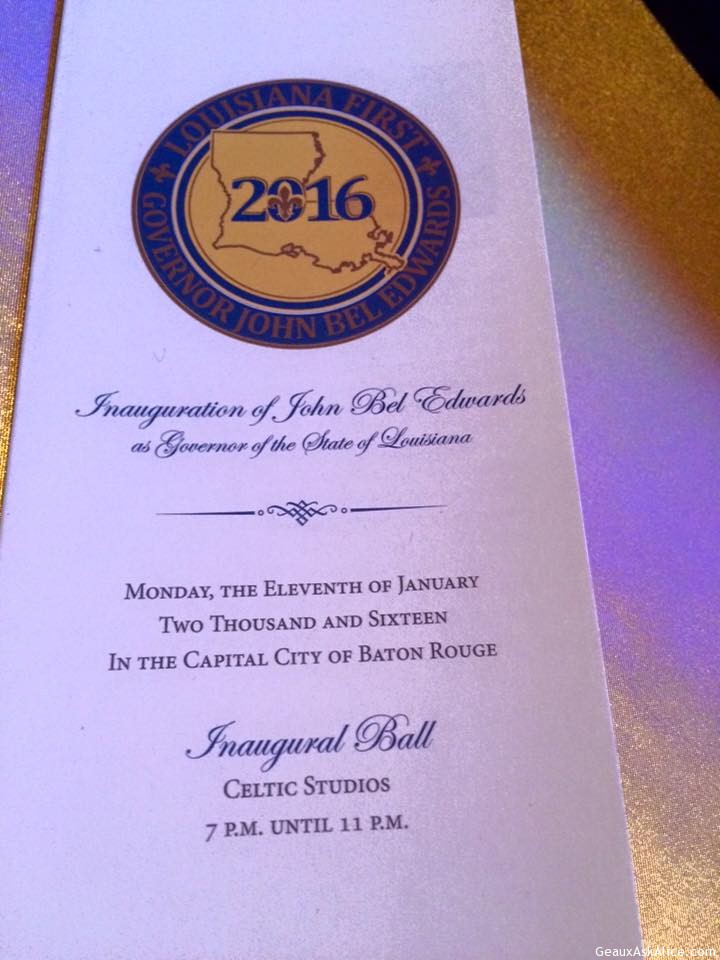 LOUISIANA FIRST
2016
GOVERNOR JOHN BEL EDWARDS
Inauguration of John Bel Edwards
as Governor of the State of Louisiana
MONDAY, THE ELEVENTH OF JANUARY
TWO THOUSAND AND SIXTEEN
IN THE CAPITAL CITY OF BATON ROUGE
Inaugural Ball
CELTIC STUDIOS
7 P.M. UNTIL 11 P.M.
GeauxAskAlice.com